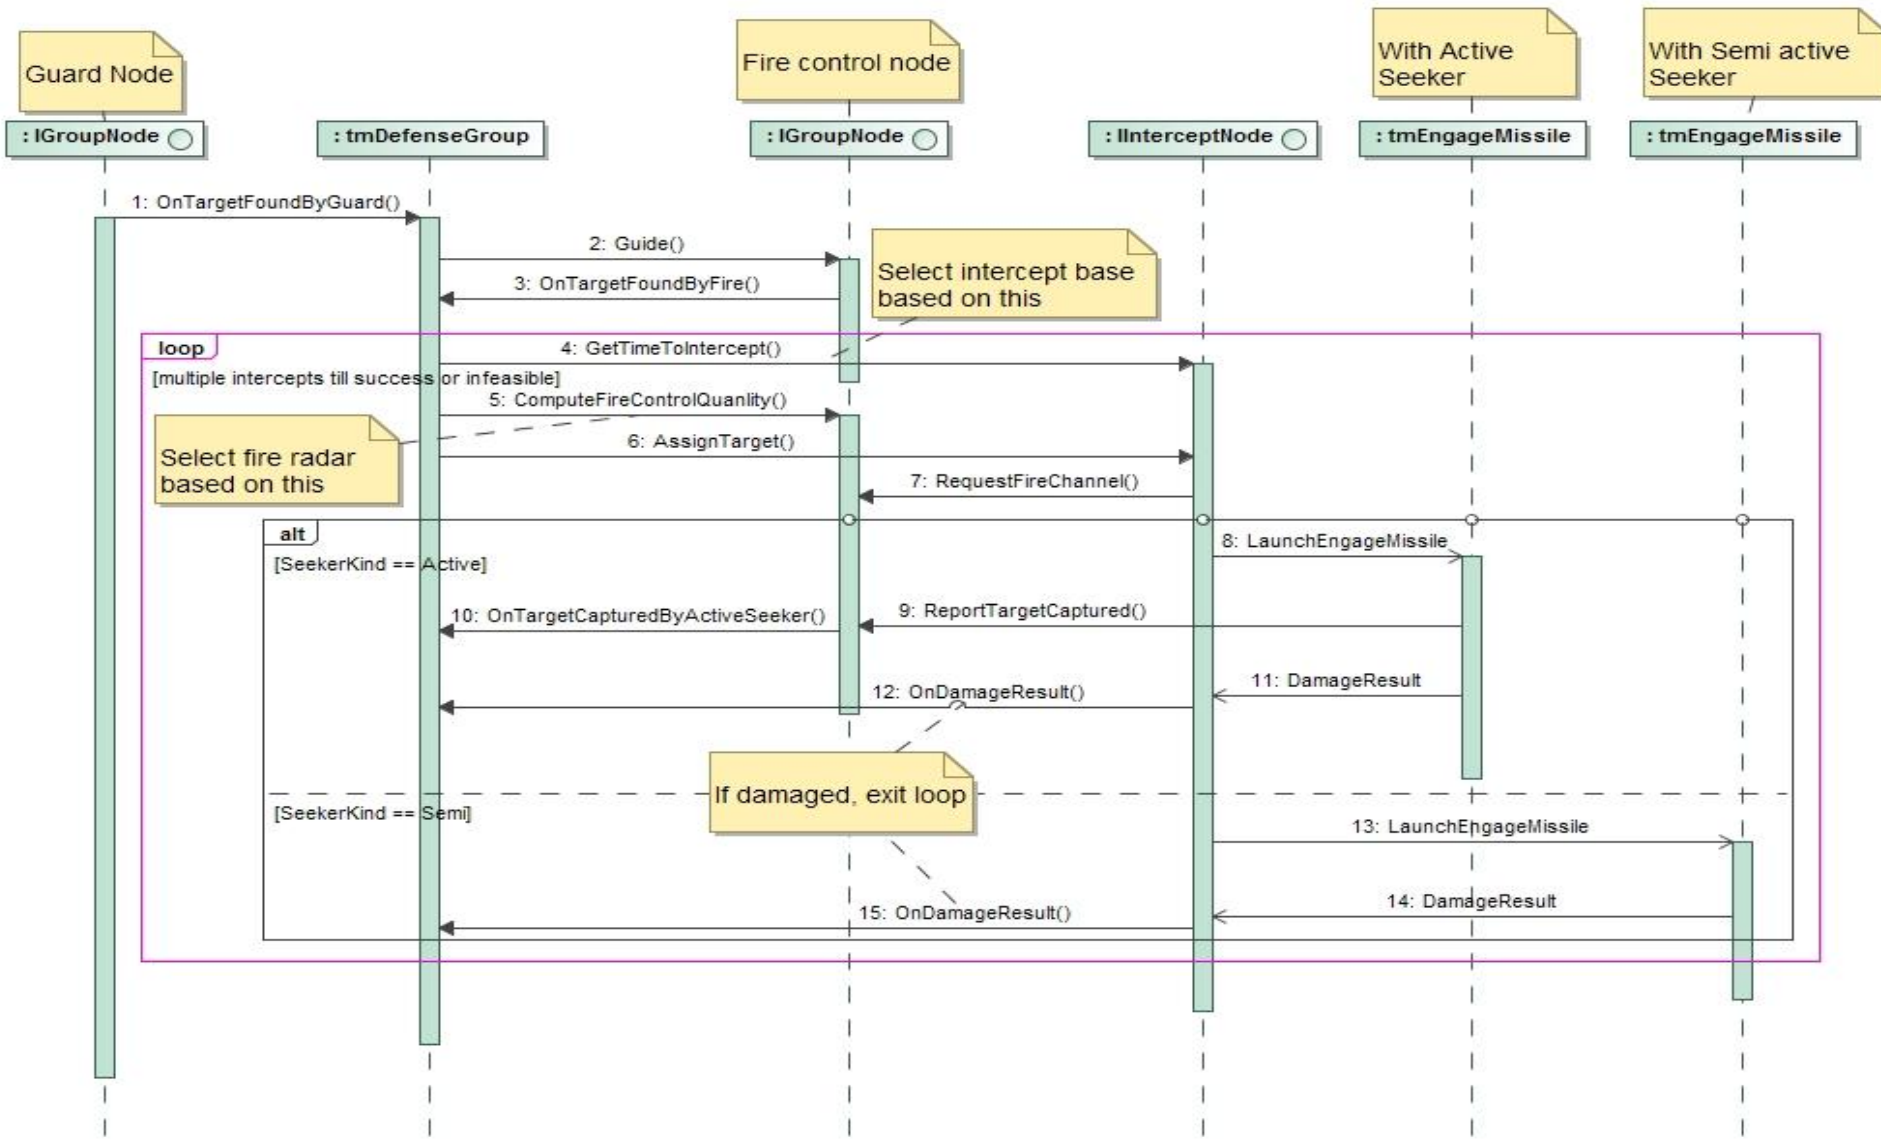 Guard Node
Fire control node
With Active
Seeker
With Semi active
Seeker
: IGroupNode
: tmDefenseGroup
: IGroupNode
: IInterceptNode
: tmEngageMissile
: tmEngageMissile
1: OnTargetFoundByGuard()
2: Guide()
3: OnTargetFoundByFire()
Select intercept base
based on this
loop
4: GetTimeToIntercept()
[multiple intercepts till success or infeasible]
5: ComputeFireControlQuanlity()
Select fire radar
based on this
6: AssignTarget()
7: RequestFireChannel()
alt
[SeekerKind == Active]
8: LaunchEngageMissile
9: ReportTargetCaptured()
10: OnTargetCapturedByActiveSeeker()
11: DamageResult
12: OnDamageResult()
If damaged, exit loop
[SeekerKind == Semi]
13: LaunchEngageMissile
14: DamageResult
15: OnDamageResult()